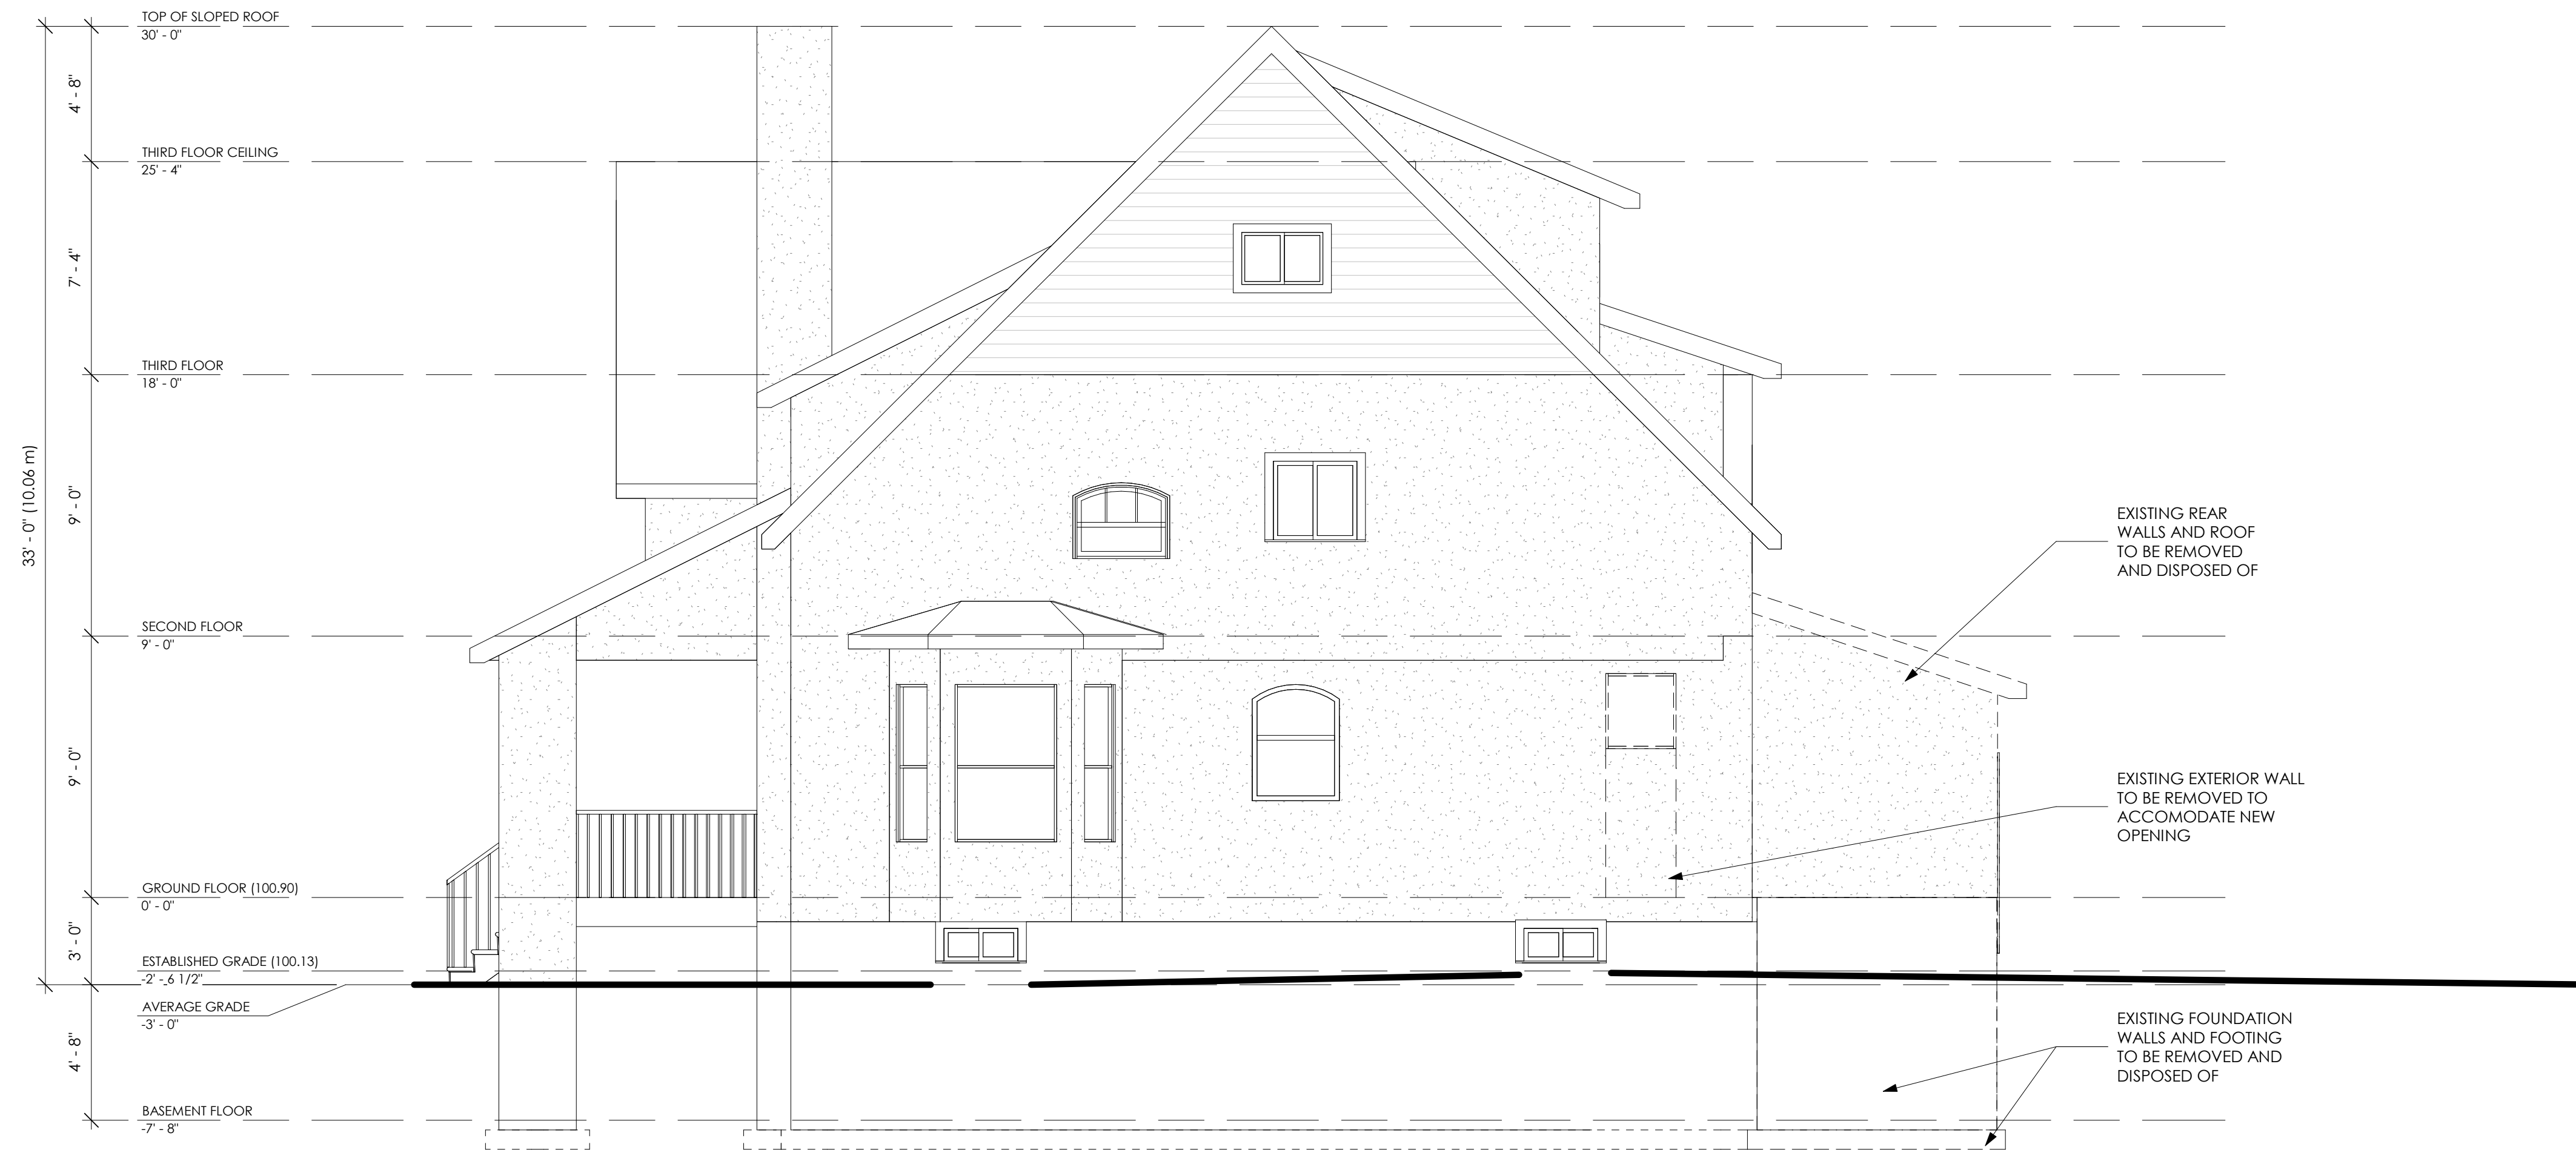 TOP OF SLOPED ROOF
30' - 0"
4' - 8"
THIRD FLOOR CEILING
25' - 4"
7' - 4"
THIRD FLOOR
18' - 0"
33' - 0" (10.06 m)
9' - 0"
SECOND FLOOR
9' - 0"
9' - 0"
GROUND FLOOR (100.90)
0' - 0"
3' - 0"
ESTABLISHED GRADE (100.13)
-2' - 6 1/2"
AVERAGE GRADE
-3' - 0"
4' - 8"
BASEMENT FLOOR
-7' - 8"
EXISTING REAR
WALLS AND ROOF
TO BE REMOVED
AND DISPOSED OF
EXISTING EXTERIOR WALL
TO BE REMOVED TO
ACCOMODATE NEW
OPENING
EXISTING FOUNDATION
WALLS AND FOOTING
TO BE REMOVED AND
DISPOSED OF